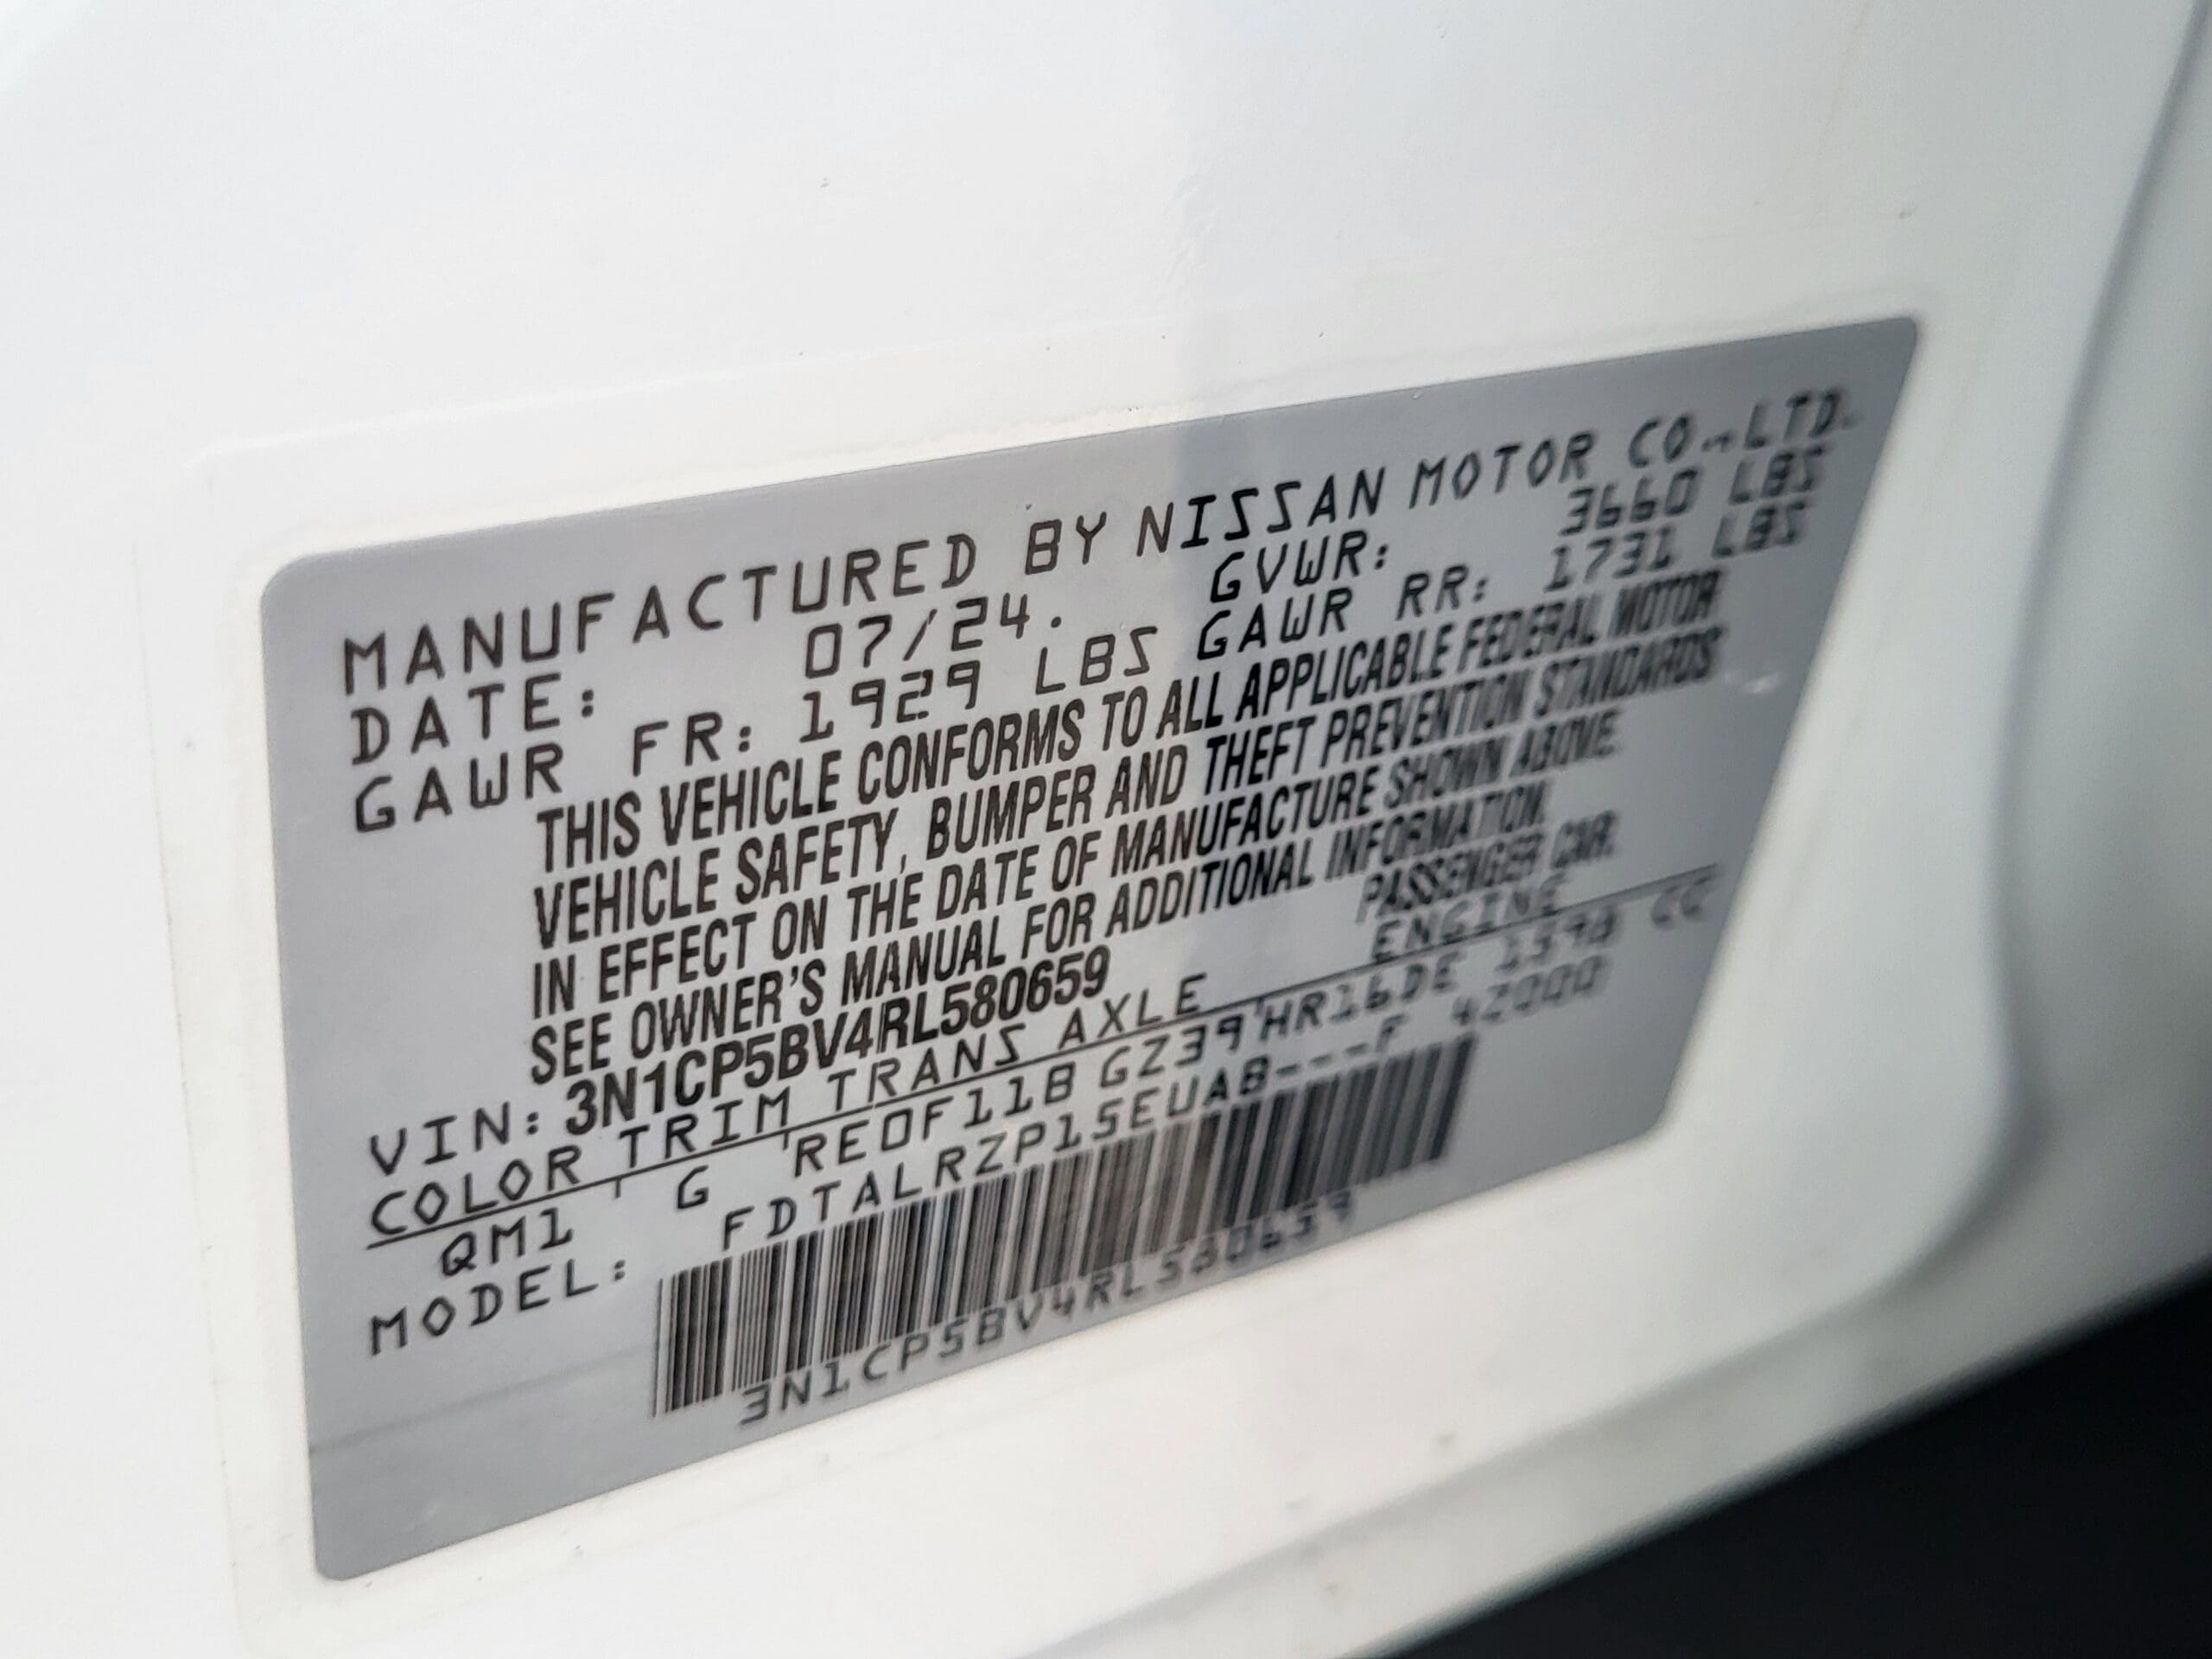 MANUFACTURED BY NISSAN MOTOR CO.,LTD.
DATE: 07/24. GVWR: 3660 LBS
GAWR FR: 1929 LBS GAWR RR: 1731 LBS
THIS VEHICLE CONFORMS TO ALL APPLICABLE FEDERAL MOTOR
VEHICLE SAFETY, BUMPER AND THEFT PREVENTION STANDARDS
IN EFFECT ON THE DATE OF MANUFACTURE SHOWN ABOVE.
SEE OWNER'S MANUAL FOR ADDITIONAL INFORMATION.
VIN: 3N1CP5BV4RL580659 PASSENGER CAR.
COLOR TRIM TRANS AXLE ENGINE
QM1 G RE0F11B GZ39 HR16DE 1598 CC
MODEL: FDTALRZP15EUAB---F 42000
3N1CP5BV4RL580659